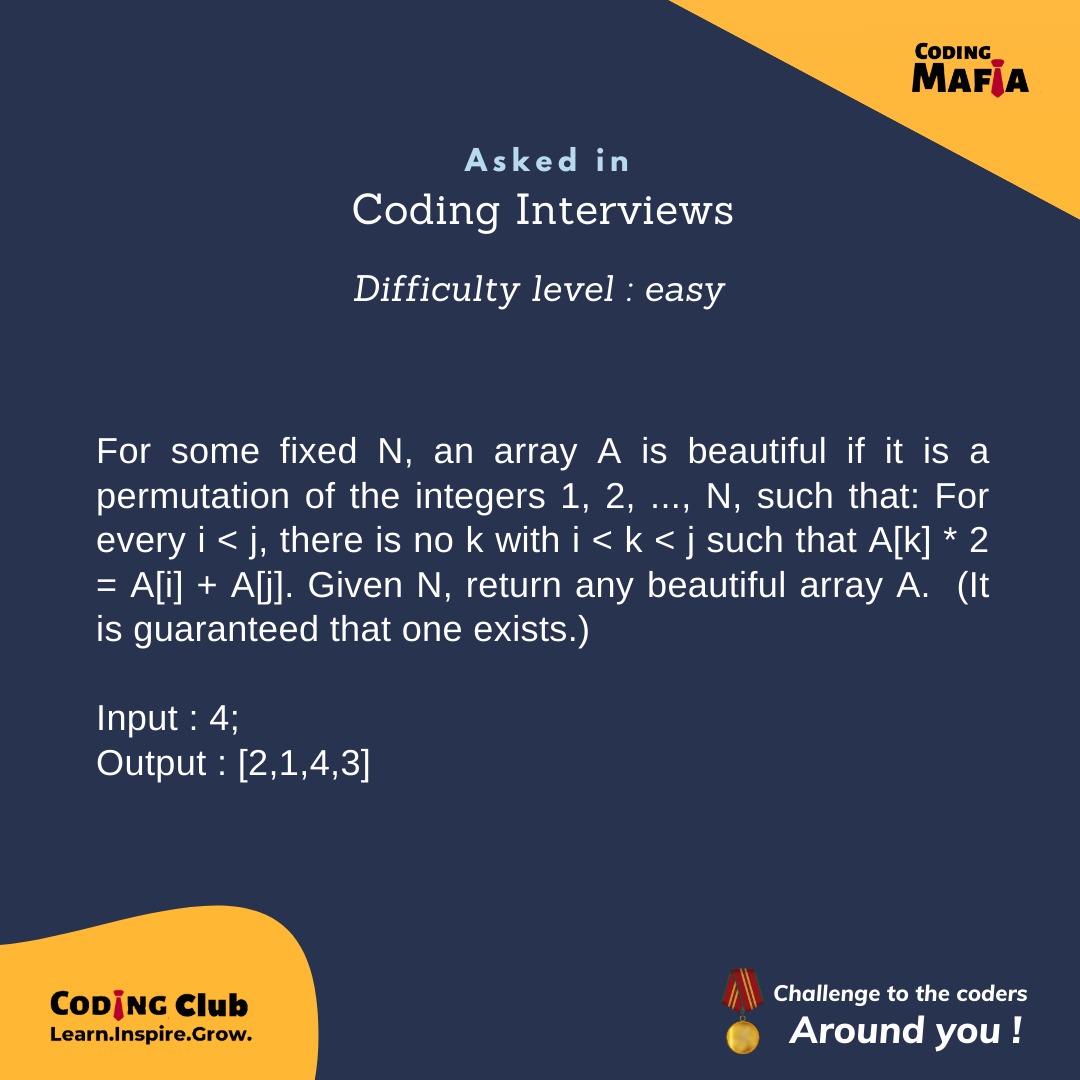 CODING
MAFiA
Asked in
Coding Interviews
Difficulty level : easy
For some fixed N, an array A is beautiful if it is a
permutation of the integers 1, 2, ..., N, such that: For
every i < j, there is no k with i < k < j such that A[k] * 2
= A[i] + A[j]. Given N, return any beautiful array A.  (It
is guaranteed that one exists.)
Input : 4;
Output : [2,1,4,3]
CODiNG Club
Learn.Inspire.Grow.
Challenge to the coders
Around you !